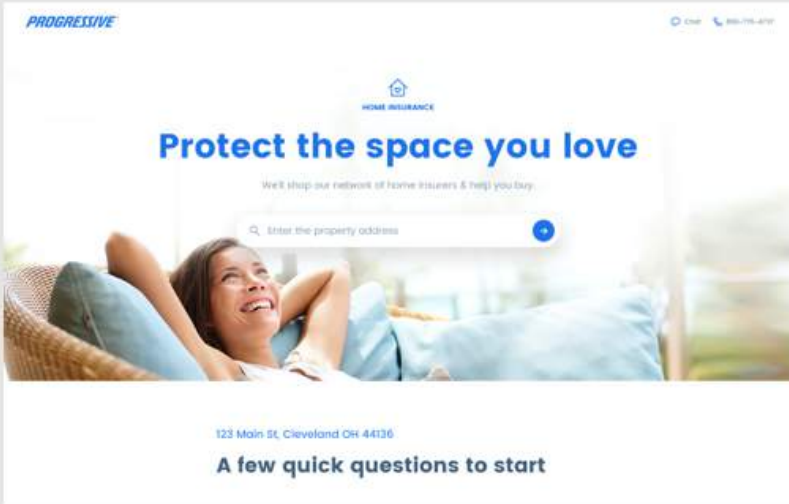 PROGRESSIVE
Chat
HOME INSURANCE
Protect the space you love
We'll shop our network of home insurers & help you buy.
Enter the property address
123 Main St, Cleveland OH 44136
A few quick questions to start